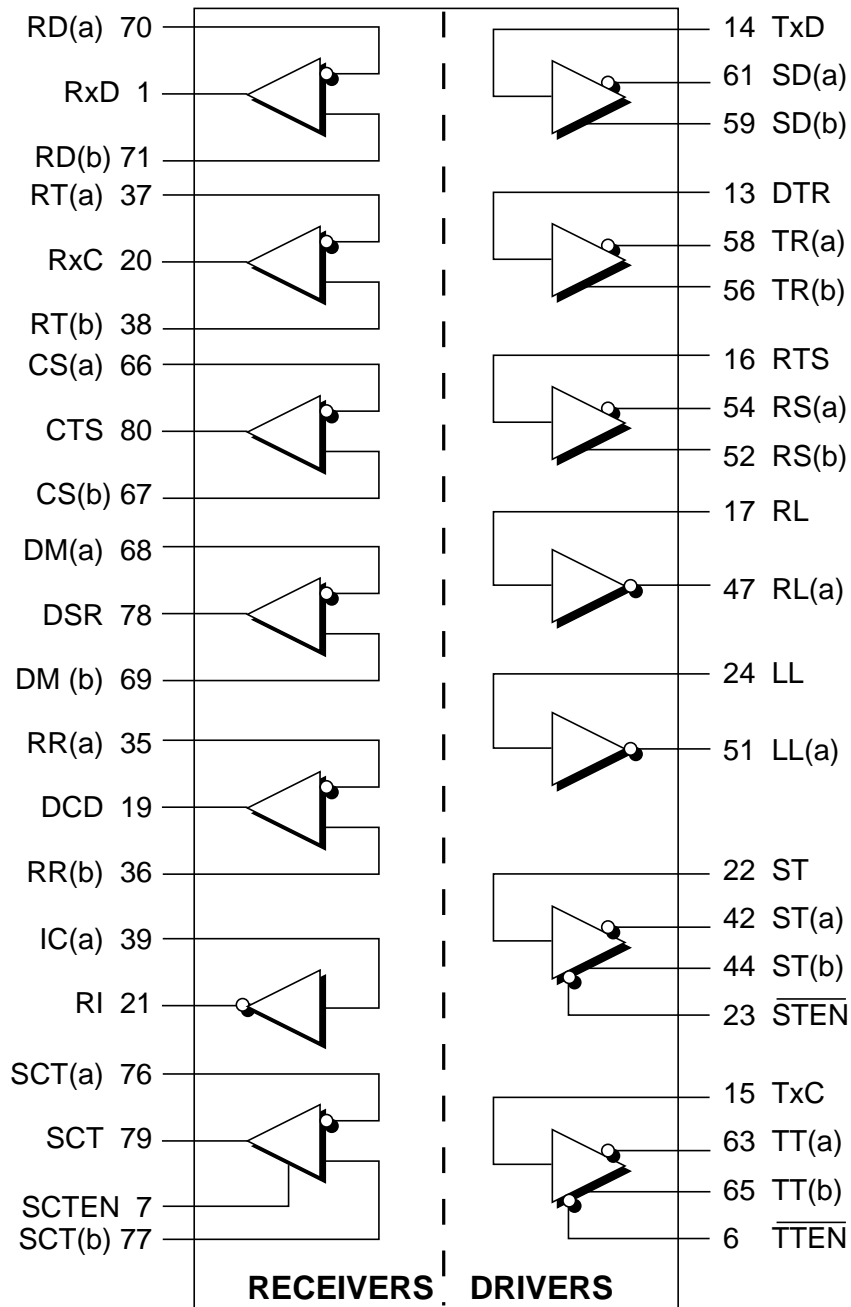 RD(a) 70
RxD 1
RD(b) 71
RT(a) 37
RxC 20
RT(b) 38
CS(a) 66
CTS 80
CS(b) 67
DM(a) 68
DSR 78
DM (b) 69
RR(a) 35
DCD 19
RR(b) 36
IC(a) 39
RI 21
SCT(a) 76
SCT 79
SCTEN 7
SCT(b) 77
14 TxD
61 SD(a)
59 SD(b)
13 DTR
58 TR(a)
56 TR(b)
16 RTS
54 RS(a)
52 RS(b)
17 RL
47 RL(a)
24 LL
51 LL(a)
22 ST
42 ST(a)
44 ST(b)
23 STEN
15 TxC
63 TT(a)
65 TT(b)
6 TTEN
RECEIVERS
DRIVERS